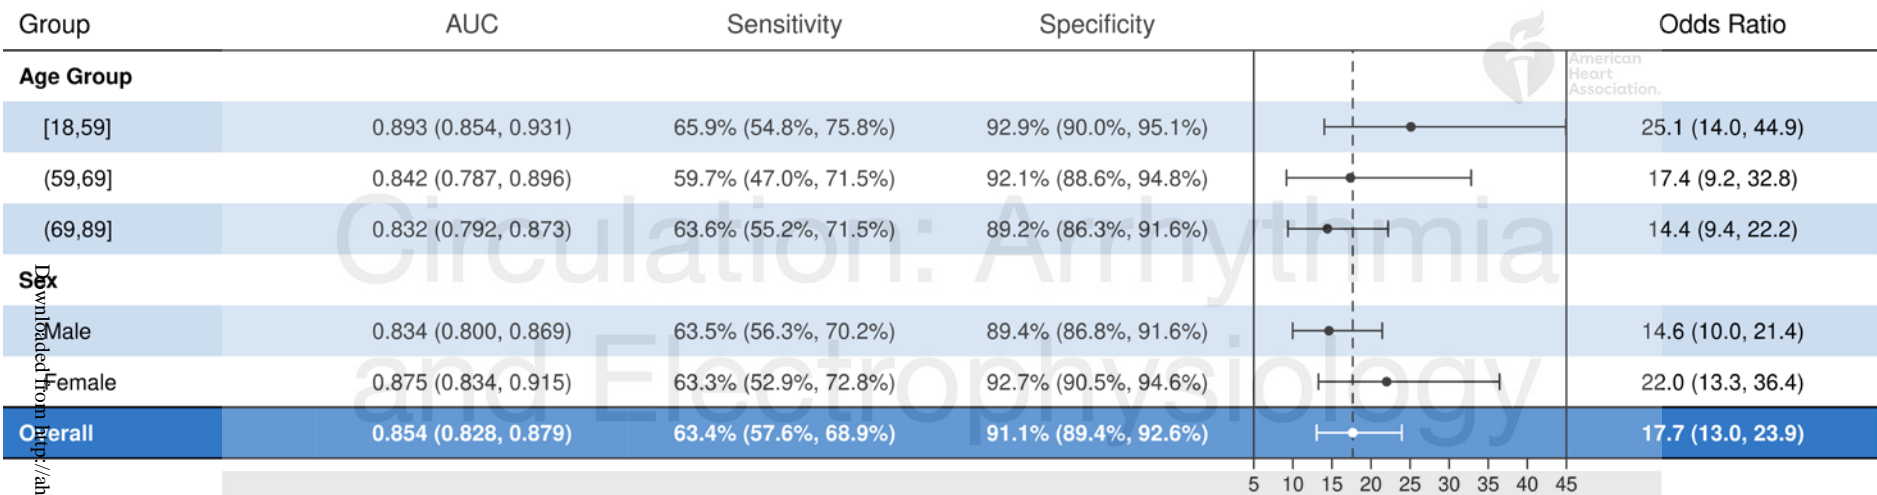 Group AUC Sensitivity Specificity Odds Ratio
American
Heart
Association.
Age Group
[18,59] 0.893 (0.854, 0.931) 65.9% (54.8%, 75.8%) 92.9% (90.0%, 95.1%) 25.1 (14.0, 44.9)
(59,69] 0.842 (0.787, 0.896) 59.7% (47.0%, 71.5%) 92.1% (88.6%, 94.8%) 17.4 (9.2, 32.8)
(69,89] 0.832 (0.792, 0.873) 63.6% (55.2%, 71.5%) 89.2% (86.3%, 91.6%) 14.4 (9.4, 22.2)
Circulation: Arrhythmia
Sex
Male 0.834 (0.800, 0.869) 63.5% (56.3%, 70.2%) 89.4% (86.8%, 91.6%) 14.6 (10.0, 21.4)
and Electrophysiology
Female 0.875 (0.834, 0.915) 63.3% (52.9%, 72.8%) 92.7% (90.5%, 94.6%) 22.0 (13.3, 36.4)
Overall 0.854 (0.828, 0.879) 63.4% (57.6%, 68.9%) 91.1% (89.4%, 92.6%) 17.7 (13.0, 23.9)
5 10 15 20 25 30 35 40 45
Downloaded from http://ah